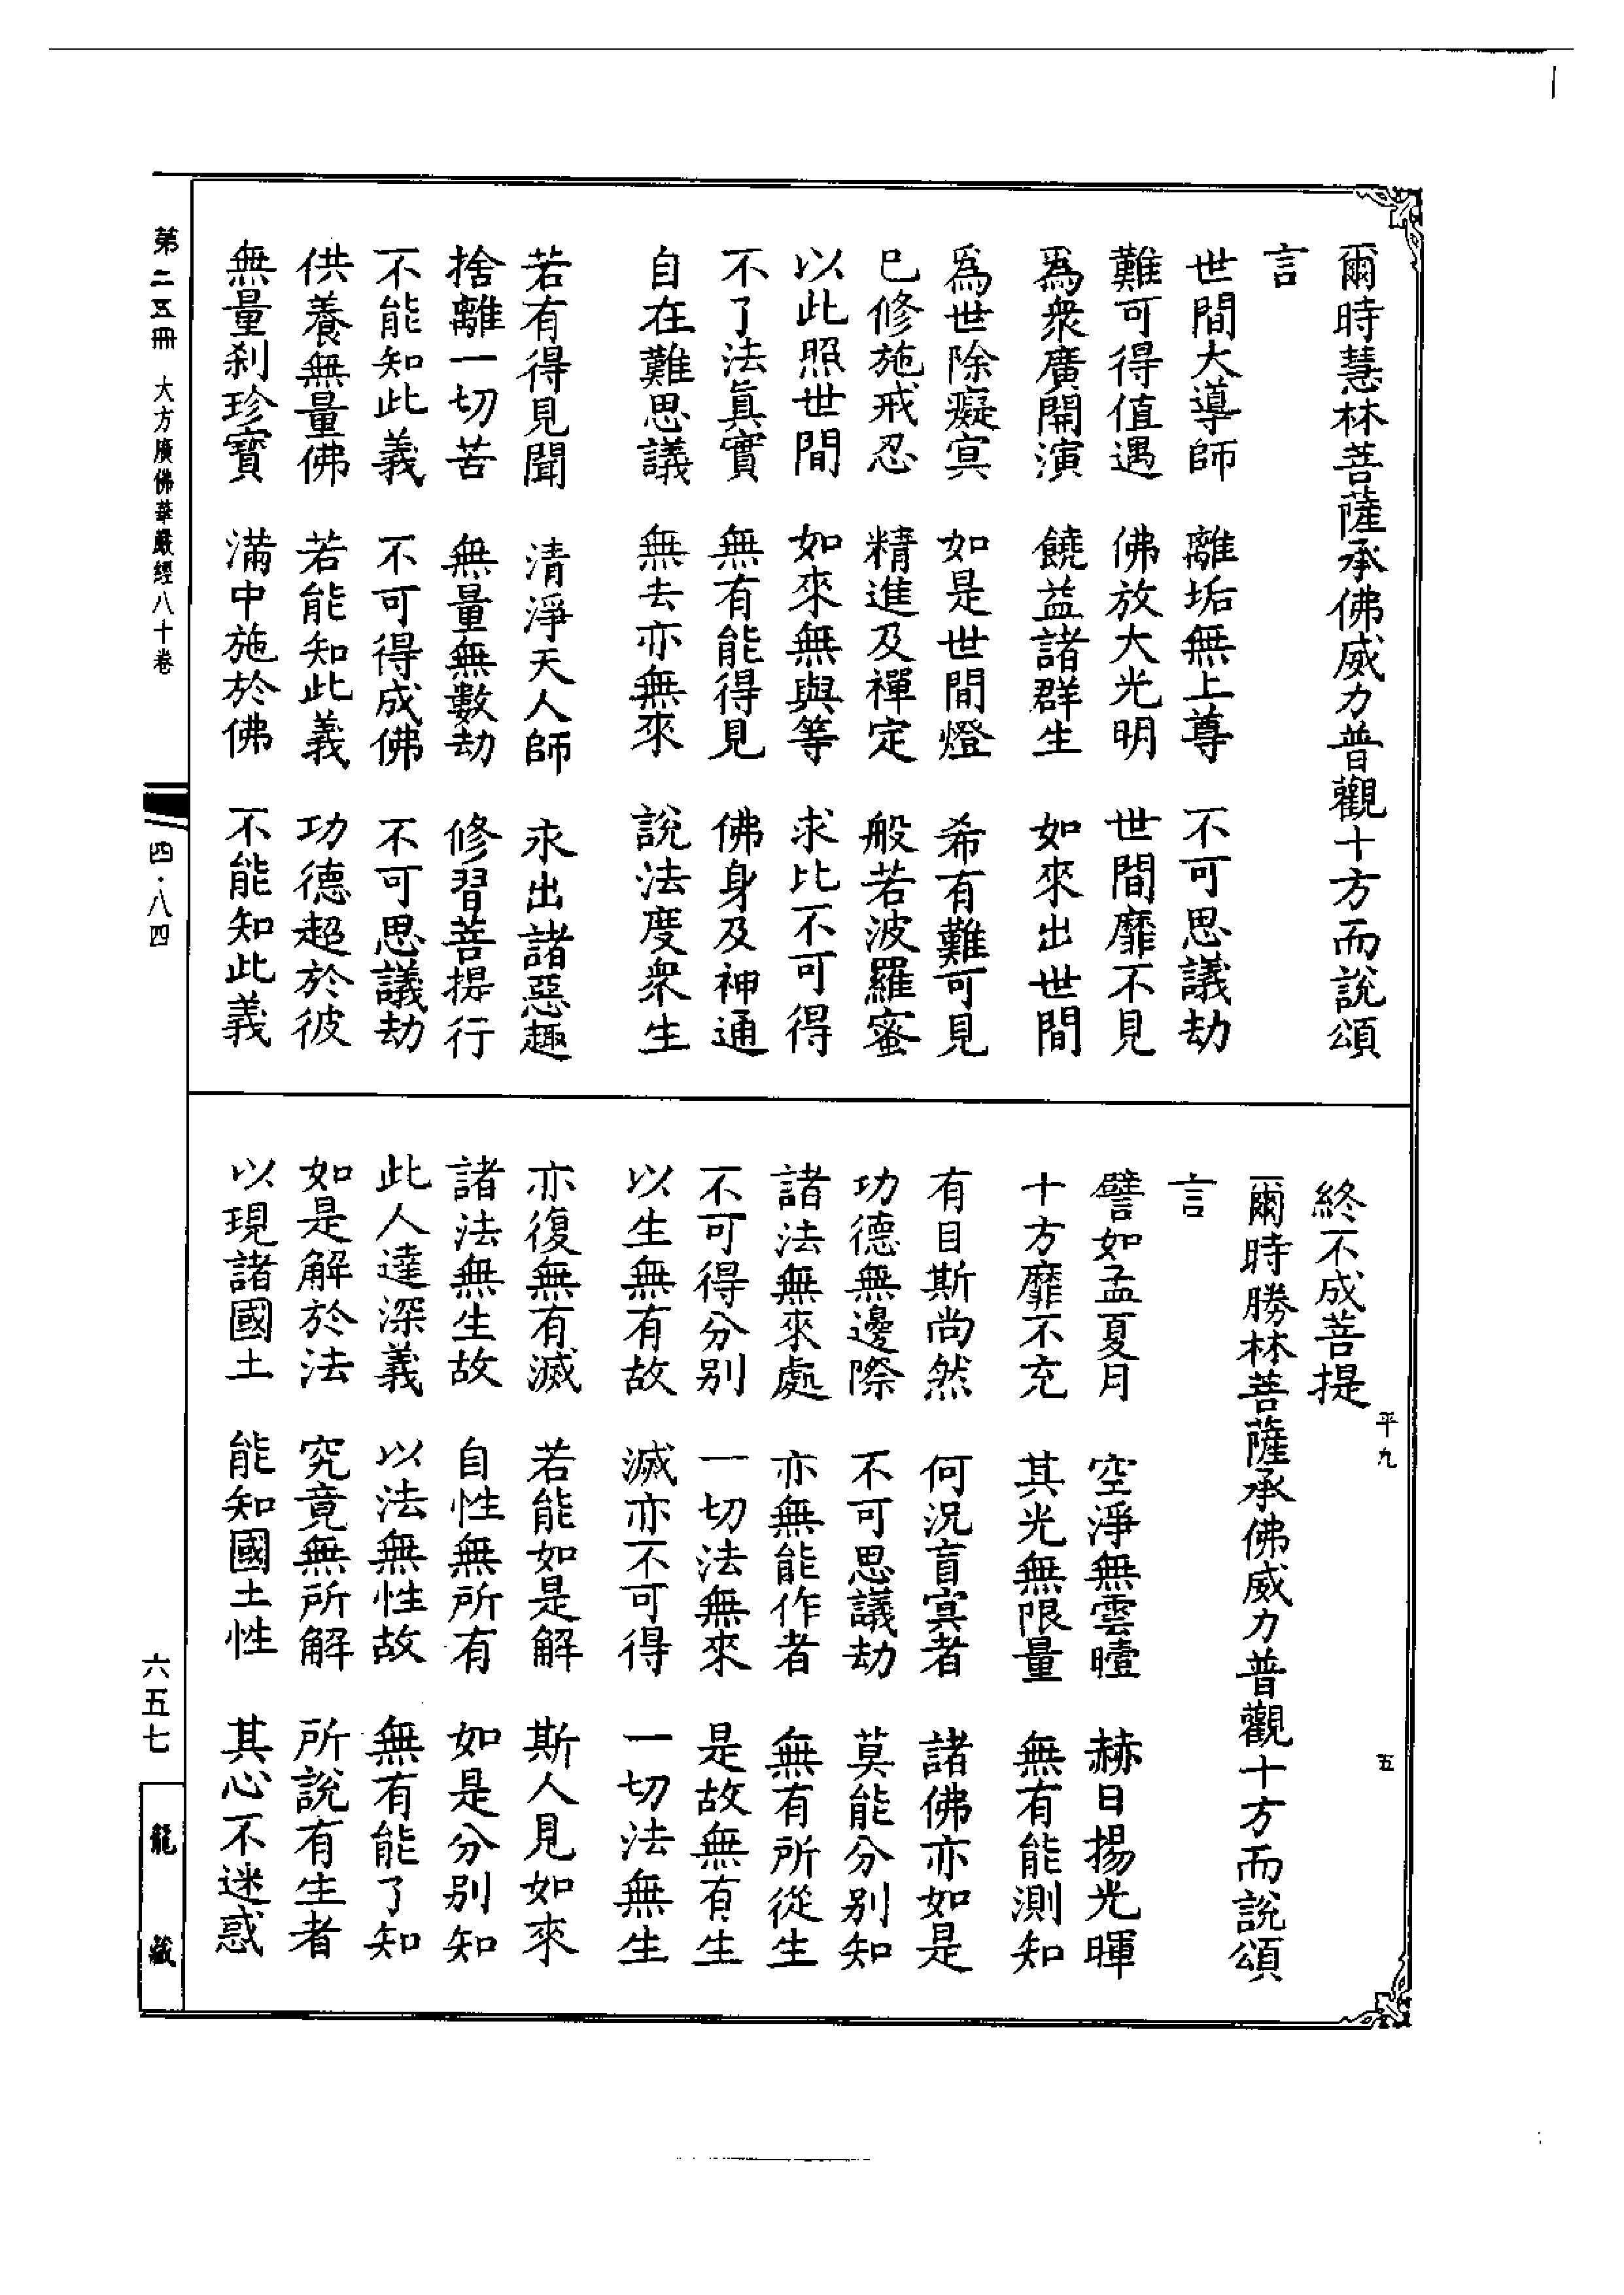 爾時慧林菩薩承佛威力普觀十方而說頌
言
世間大導師　離垢無上尊　不可思議劫
難可得值遇　佛放大光明　世間靡不見
爲衆廣開演　饒益諸群生　如來出世間
爲世除癡冥　如是世間燈　希有難可見
已修施戒忍　精進及禪定　般若波羅蜜
以此照世間　如來無與等　求比不可得
不了法眞實　無有能得見　佛身及神通
自在難思議　無去亦無來　說法度衆生
若有得見聞　清淨天人師　永出諸惡趣
捨離一切苦　無量無數劫　修習菩提行
不能知此義　不可得成佛　不可思議劫
供養無量佛　若能知此義　功德超於彼
無量刹珍寶　滿中施於佛　不能知此義
終不成菩提
爾時勝林菩薩承佛威力普觀十方而說頌
言
譬如孟夏月　空淨無雲曀　赫日揚光暉
十方靡不充　其光無限量　無有能測知
有目斯尚然　何況盲冥者　諸佛亦如是
功德無邊際　不可思議劫　莫能分別知
諸法無來處　亦無能作者　無有所從生
不可得分別　一切法無來　是故無有生
以生無有故　滅亦不可得　一切法無生
亦復無有滅　若能如是解　斯人見如來
諸法無生故　自性無所有　如是分別知
此人達深義　以法無性故　無有能了知
如是解於法　究竟無所解　所說有生者
以現諸國土　能知國土性　其心不迷惑
平九
五
第二五冊　大方廣佛華嚴經八十卷
四·八四
六五七
龍藏